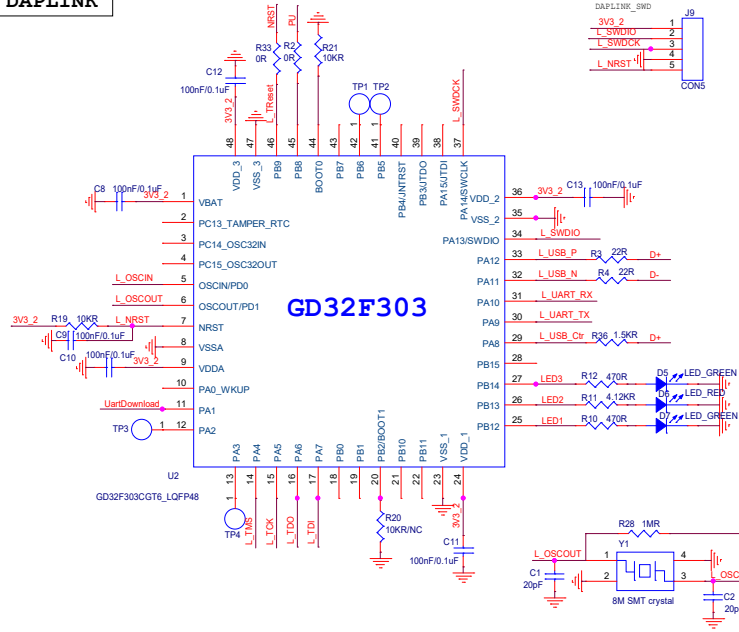 DAPLINK
DAPLINK_SWD
J9
3V3_2 1
L_SWDIO 2
L_SWDCK 3
4
L_NRST 5
CON5
NRST
PU
R33
0R
R2
0R
R21
10KR
C12
100nF/0.1uF
3V3_2
L_TReset
TP1 TP2
1 1
L_SWDCK
48 47 46 45 44 43 42 41 40 39 38 37
VDD_3
VSS_3
PB9
PB8
BOOT0
PB7
PB6
PB5
PB4/JNTRST
PB3/JTDO
PA15/JTDI
PA14/SWCLK
C8 100nF/0.1uF 3V3_2 1 VBAT
2 PC13_TAMPER_RTC
3 PC14_OSC32IN
4 PC15_OSC32OUT
L_OSCIN 5 OSCIN/PD0
L_OSCOUT 6 OSCOUT/PD1
3V3_2 R19 10KR L_NRST 7 NRST
C9 100nF/0.1uF
8 VSSA
C10 100nF/0.1uF 3V3_2 9 VDDA
10 PA0_WKUP
UartDownload 11 PA1
TP3 1 12 PA2
GD32F303
VDD_2 36 3V3_2 C13 100nF/0.1uF
VSS_2 35
PA13/SWDIO 34 L_SWDIO
PA12 33 L_USB_P R3 22R D+
PA11 32 L_USB_N R4 22R D-
PA10 31 L_UART_RX
PA9 30 L_UART_TX
PA8 29 L_USB_Ctr R36 1.5KR D+
PB15 28
PB14 27 LED3 R12 470R D5 LED_GREEN
PB13 26 LED2 R11 4.12KR D6 LED_RED
PB12 25 LED1 R10 470R D7 LED_GREEN
PA3
PA4
PA5
PA6
PA7
PB0
PB1
PB2/BOOT1
PB10
PB11
VSS_1
VDD_1
U2
13 14 15 16 17 18 19 20 21 22 23 24
GD32F303CGT6_LQFP48
1
TP4
L_TMS
L_TCK
L_TDO
L_TDI
R20
10KR/NC
3V3_2
C11
100nF/0.1uF
R28 1MR
Y1
L_OSCOUT 1 4
2 3 L_OSC
C1
20pF
8M SMT crystal
C2
20p